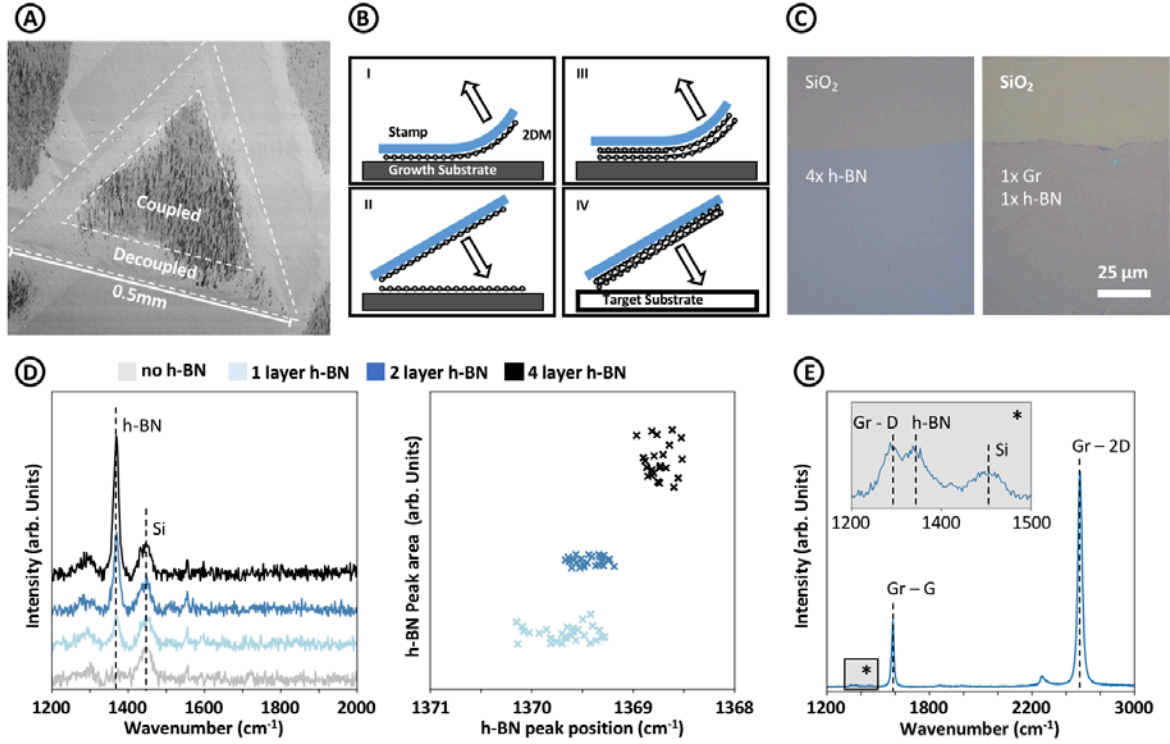 A
Coupled
Decoupled
0.5mm
B
I
Stamp
2DM
Growth Substrate
III
II
IV
Target Substrate
C
SiO₂
4x h-BN
SiO₂
1x Gr
1x h-BN
25 µm
D
no h-BN
1 layer h-BN
2 layer h-BN
4 layer h-BN
h-BN
Si
Intensity (arb. Units)
1200 1400 1600 1800 2000
Wavenumber (cm⁻¹)
h-BN Peak area (arb. Units)
1371 1370 1369 1368
h-BN peak position (cm⁻¹)
E
Gr - D h-BN
*
Si
1200 1400 1500
Gr – 2D
Gr – G
*
Intensity (arb. Units)
1200 1800 2200 3000
Wavenumber (cm⁻¹)